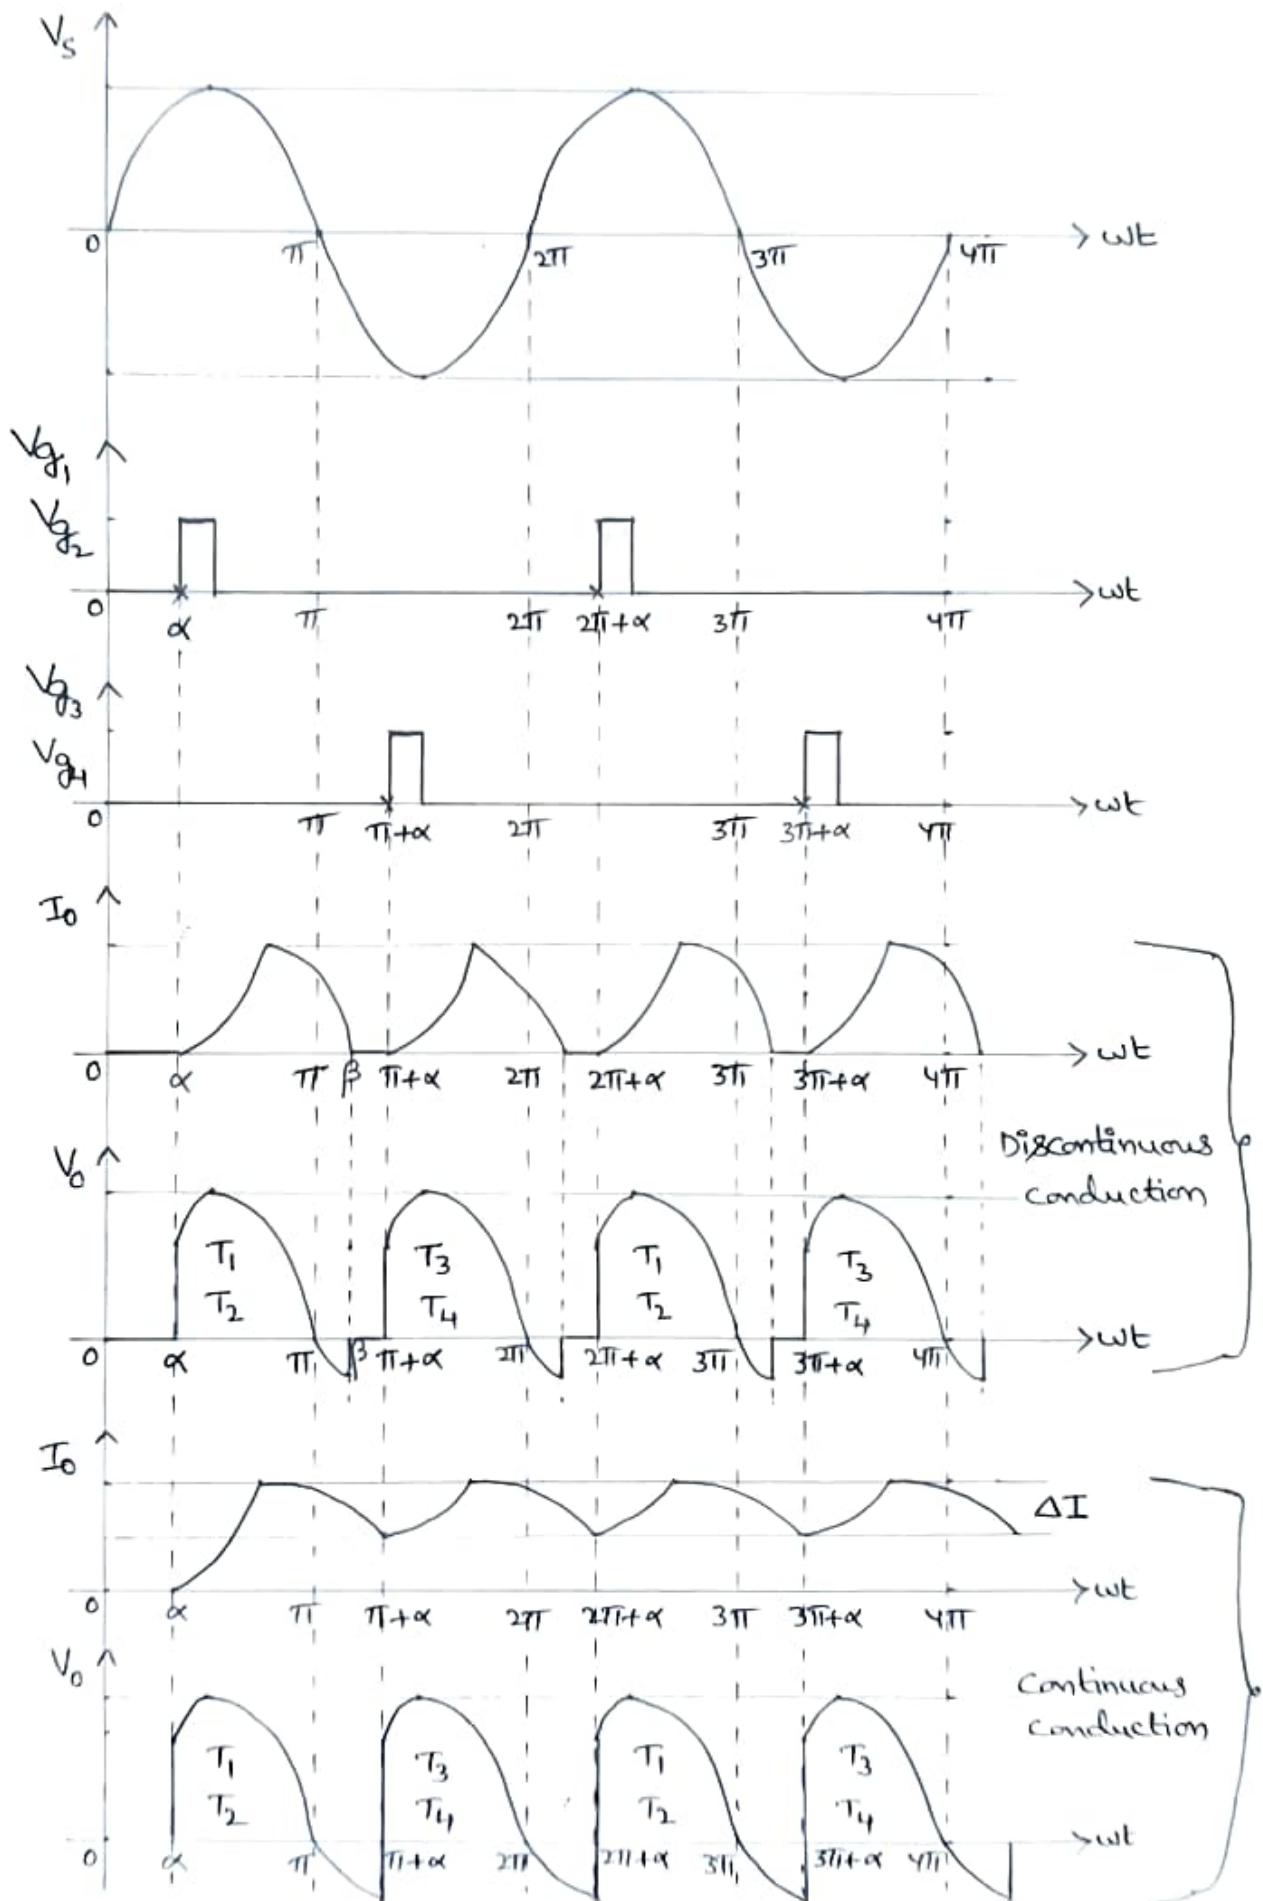 Vs
0 π 2π 3π 4π ωt
Vg1
Vg2
0 α π 2π 2π+α 3π 4π ωt
Vg3
Vg4
0 π π+α 2π 3π 3π+α 4π ωt
I0
0 α π β π+α 2π 2π+α 3π 3π+α 4π ωt
Discontinuous
conduction
V0
T1 T3 T1 T3
T2 T4 T2 T4
0 α π β π+α 2π 2π+α 3π 3π+α 4π ωt
I0
ΔI
0 α π π+α 2π 2π+α 3π 3π+α 4π ωt
V0
Continuous
conduction
T1 T3 T1 T3
T2 T4 T2 T4
0 α π π+α 2π 2π+α 3π 3π+α 4π ωt